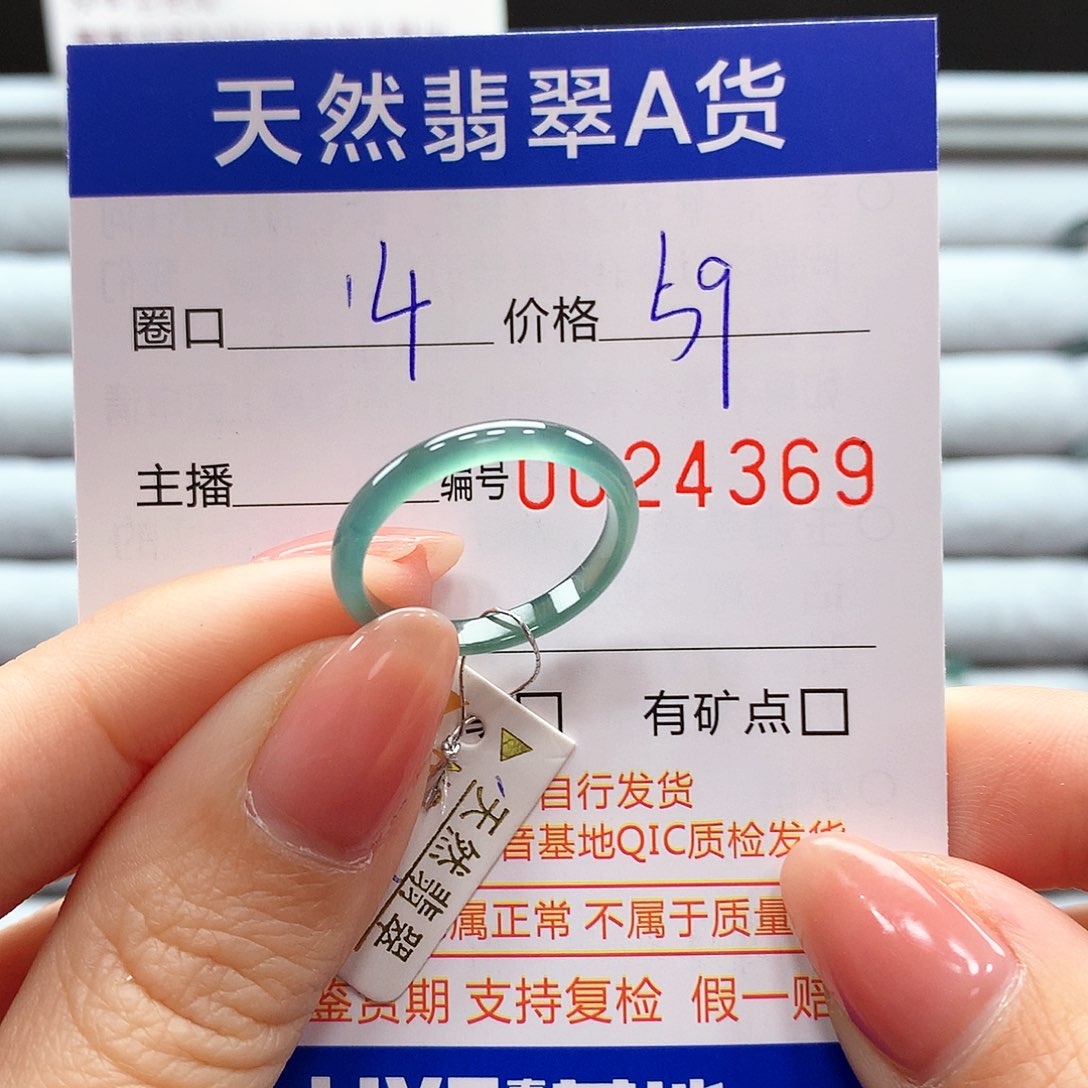 天然翡翠A货
圈口 14 价格 59
主播 编号 0024369
有矿点
自行发货
音基地QIC质检发货
属正常 不属于质量
鉴赏期 支持复检 假一赔
天然翡翠